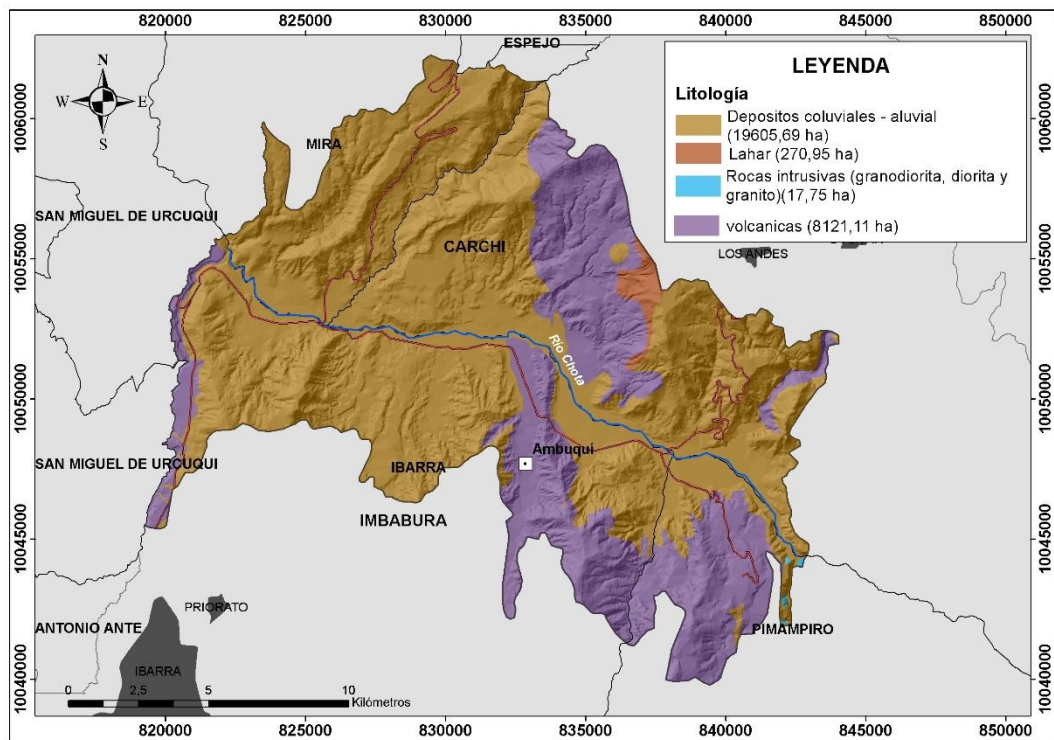 820000 825000 830000 835000 840000 845000 850000
10060000
10055000
10050000
10045000
10040000
N
W E
S
ESPEJO
MIRA
SAN MIGUEL DE URCUQUI
CARCHI
LEYENDA
Litología
Depositos coluviales - aluvial
(19605,69 ha)
Lahar (270,95 ha)
Rocas intrusivas (granodiorita, diorita y
granito)(17,75 ha)
volcanicas (8121,11 ha)
LOS ANDES
Río Chota
Ambuquí
SAN MIGUEL DE URCUQUI
IBARRA
IMBABURA
PRIORATO
ANTONIO ANTE
IBARRA
PIMAMPIRO
0 2,5 5 10
Kilómetros
10060000
10055000
10050000
10045000
10040000
820000 825000 830000 835000 840000 845000 850000